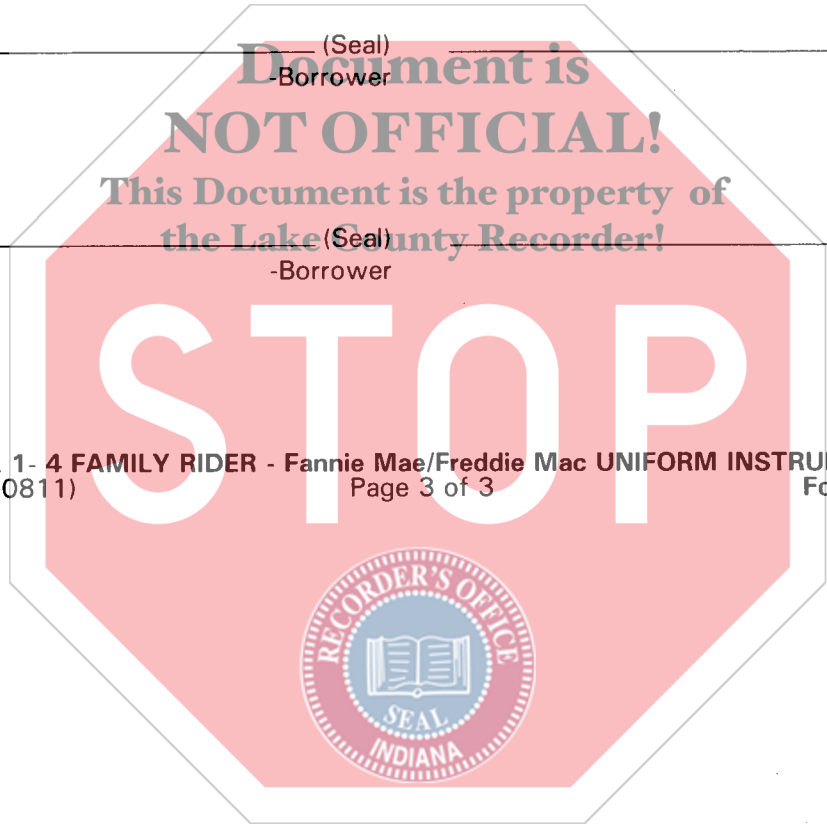 (Seal)
-Borrower
Document is
NOT OFFICIAL!
This Document is the property of
the Lake County Recorder!
(Seal)
-Borrower
STOP
1- 4 FAMILY RIDER - Fannie Mae/Freddie Mac UNIFORM INSTRU
0811)
Page 3 of 3
Fo
RECORDER'S OFFICE
SEAL
INDIANA